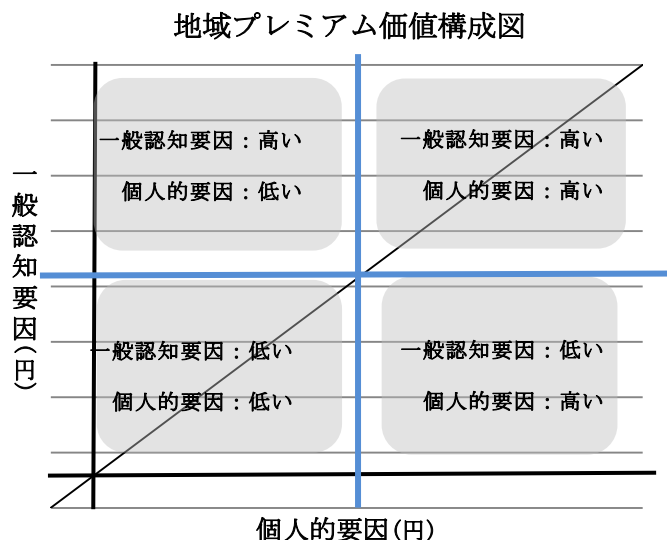 地域プレミアム価値構成図
一般認知要因：高い
個人的要因：低い
一般認知要因：高い
個人的要因：高い
一般認知要因(円)
一般認知要因：低い
個人的要因：低い
一般認知要因：低い
個人的要因：高い
個人的要因(円)